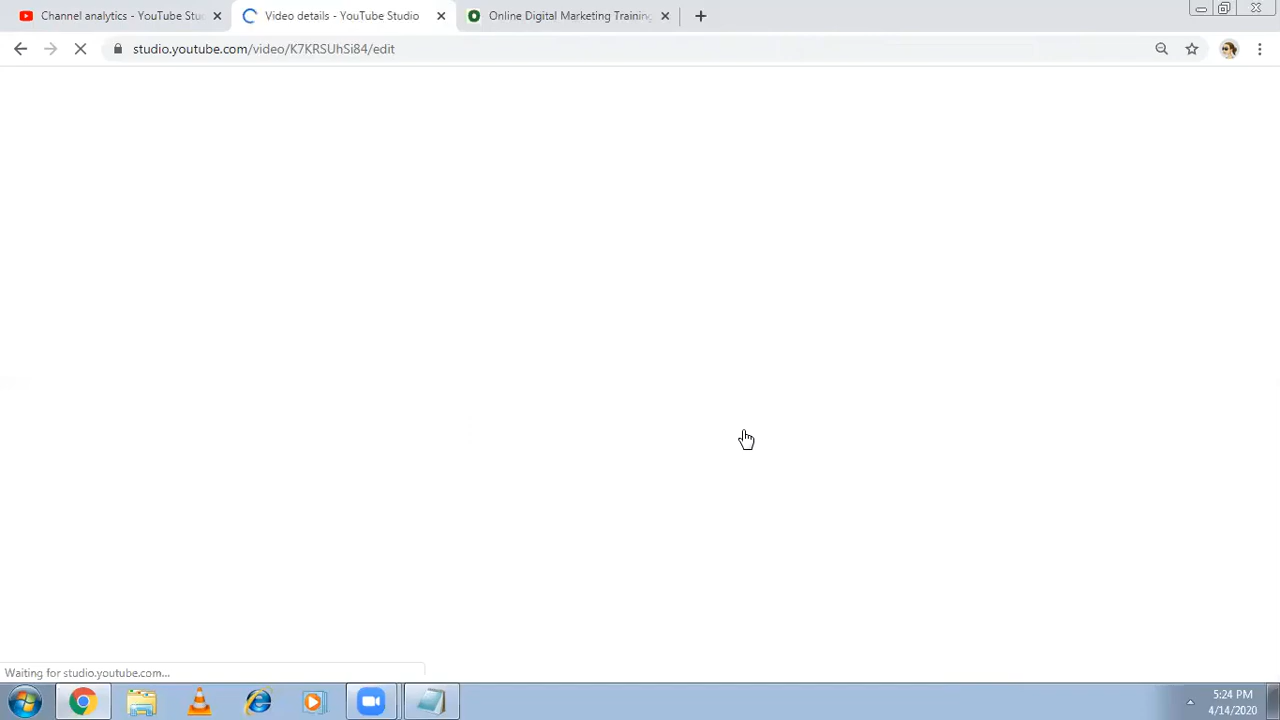 Channel analytics - YouTube Stu
Video details - YouTube Studio
Online Digital Marketing Training
studio.youtube.com/video/K7KRSUhSi84/edit
Waiting for studio.youtube.com...
5:24 PM
4/14/2020